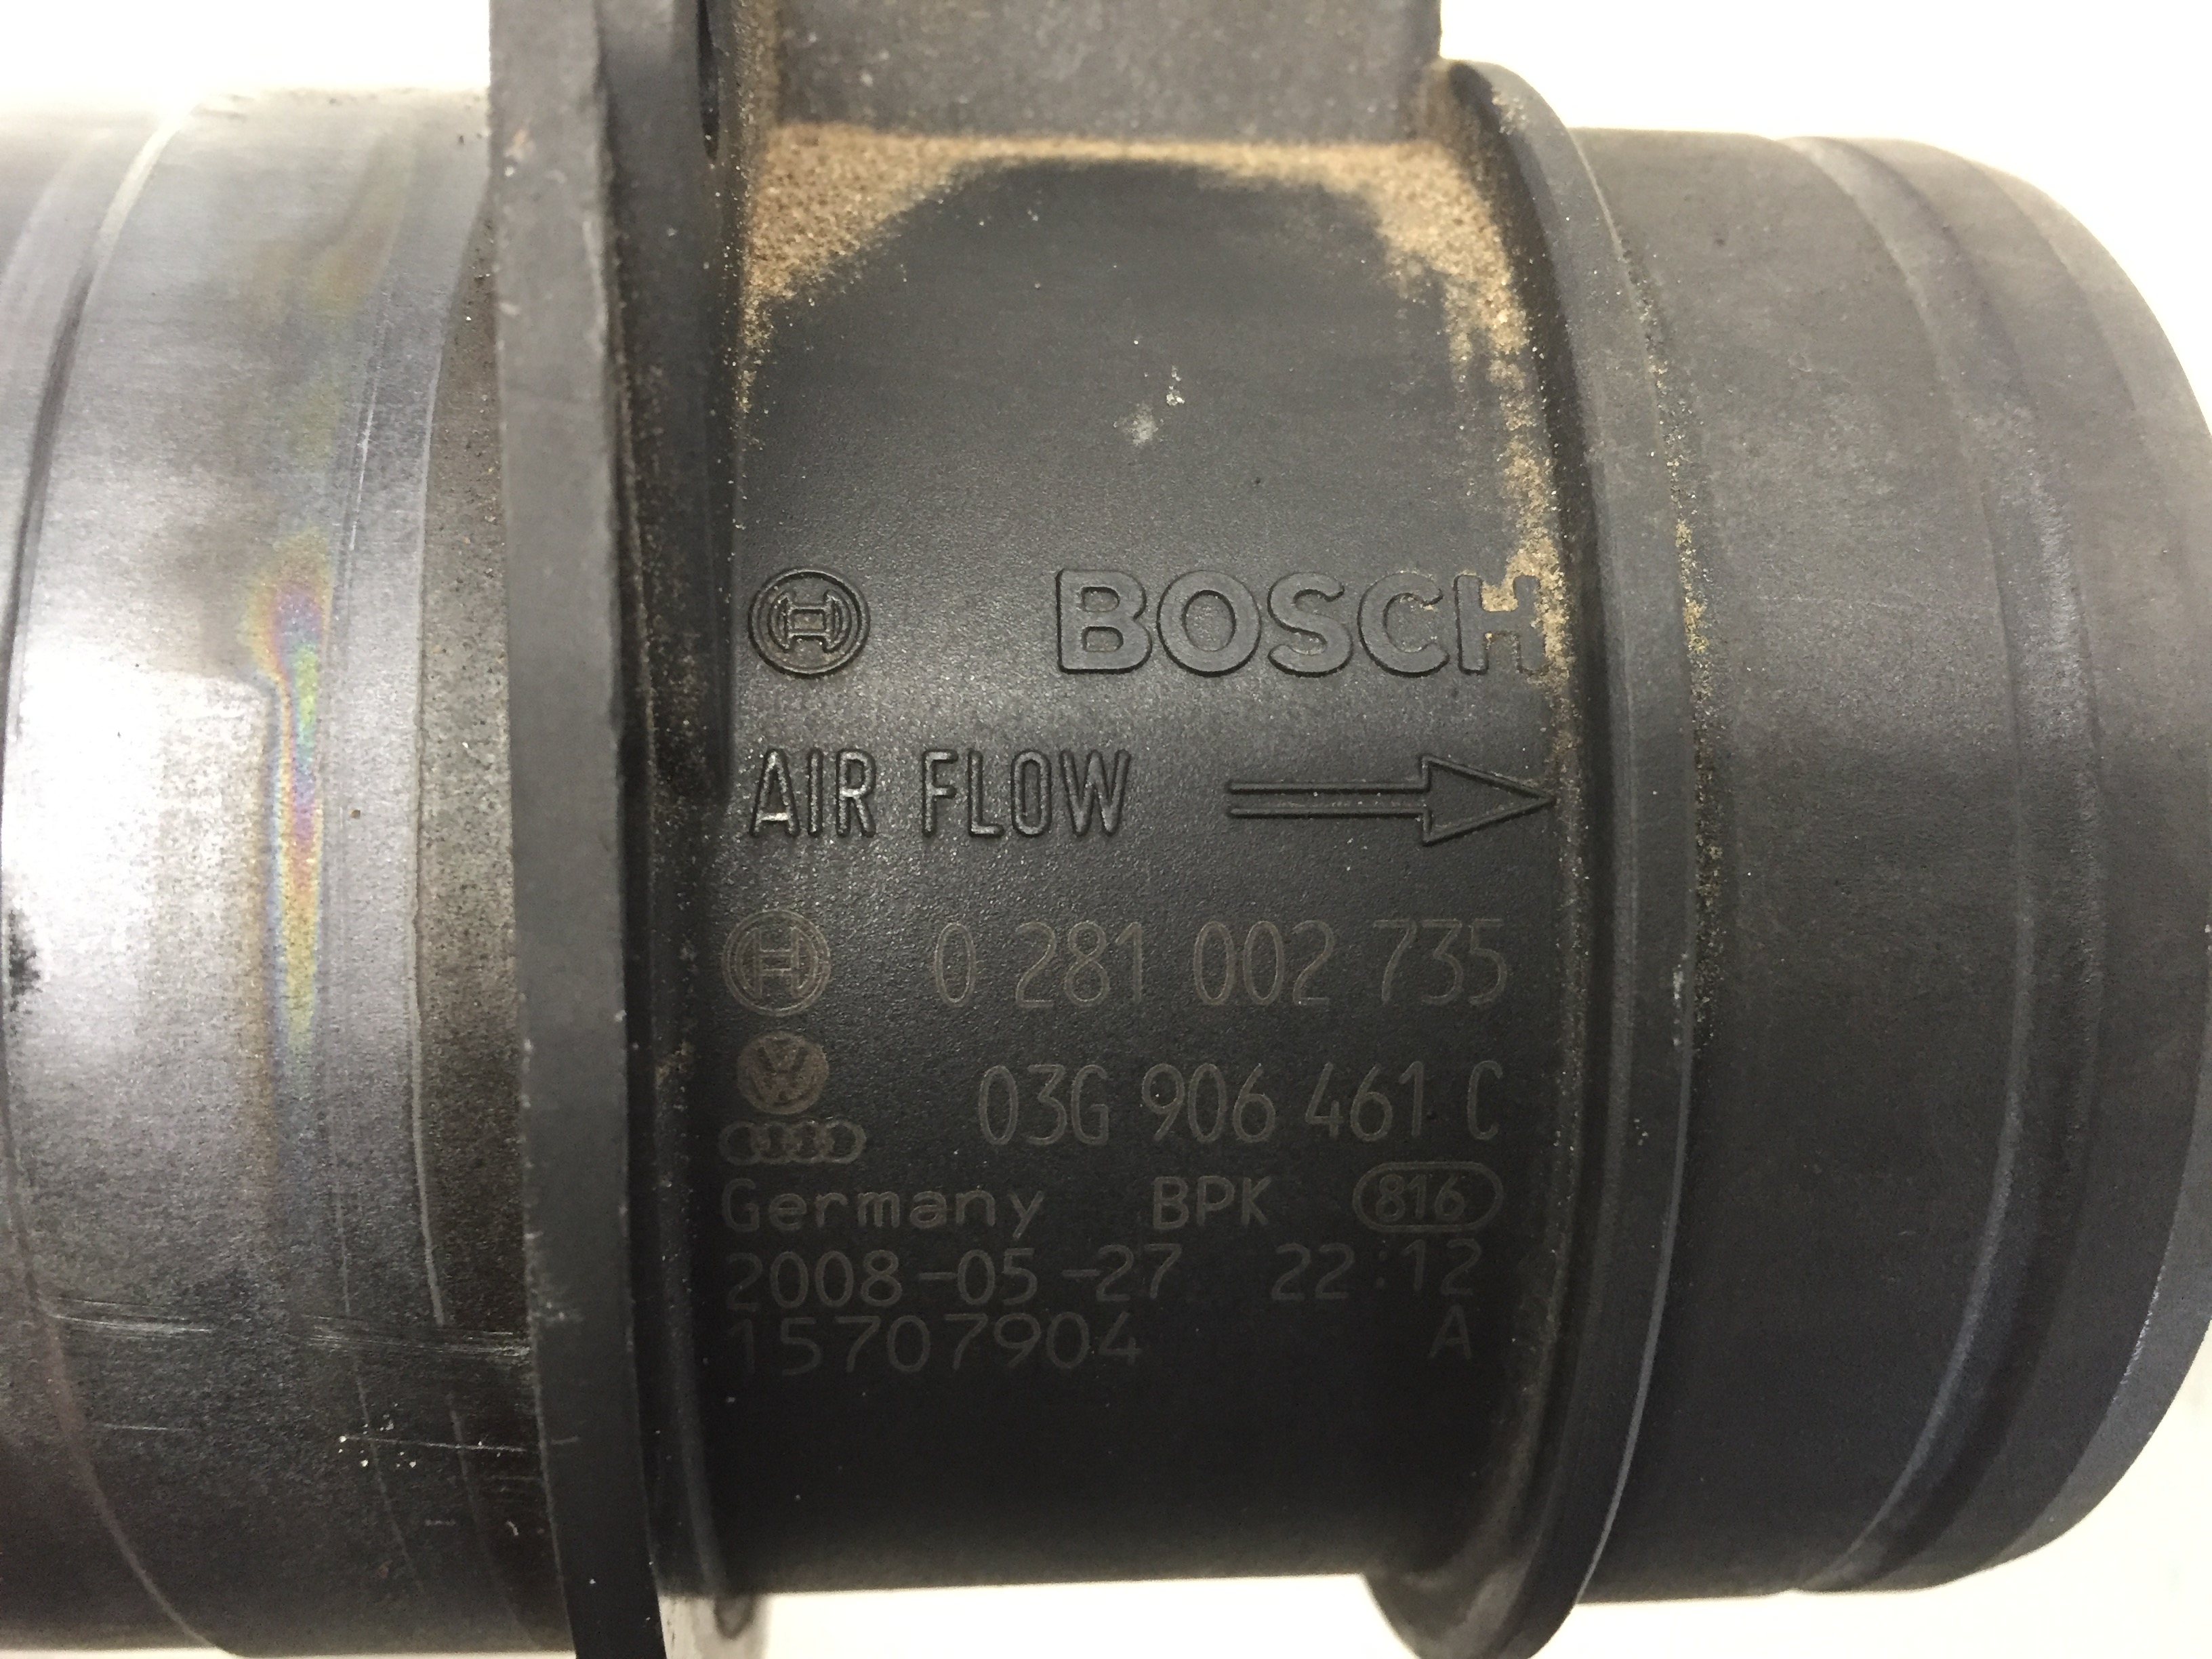 BOSCH
AIR FLOW
0 281 002 735
03G 906 461 C
Germany BPK 816
2008-05-27 22:12
15707904 A